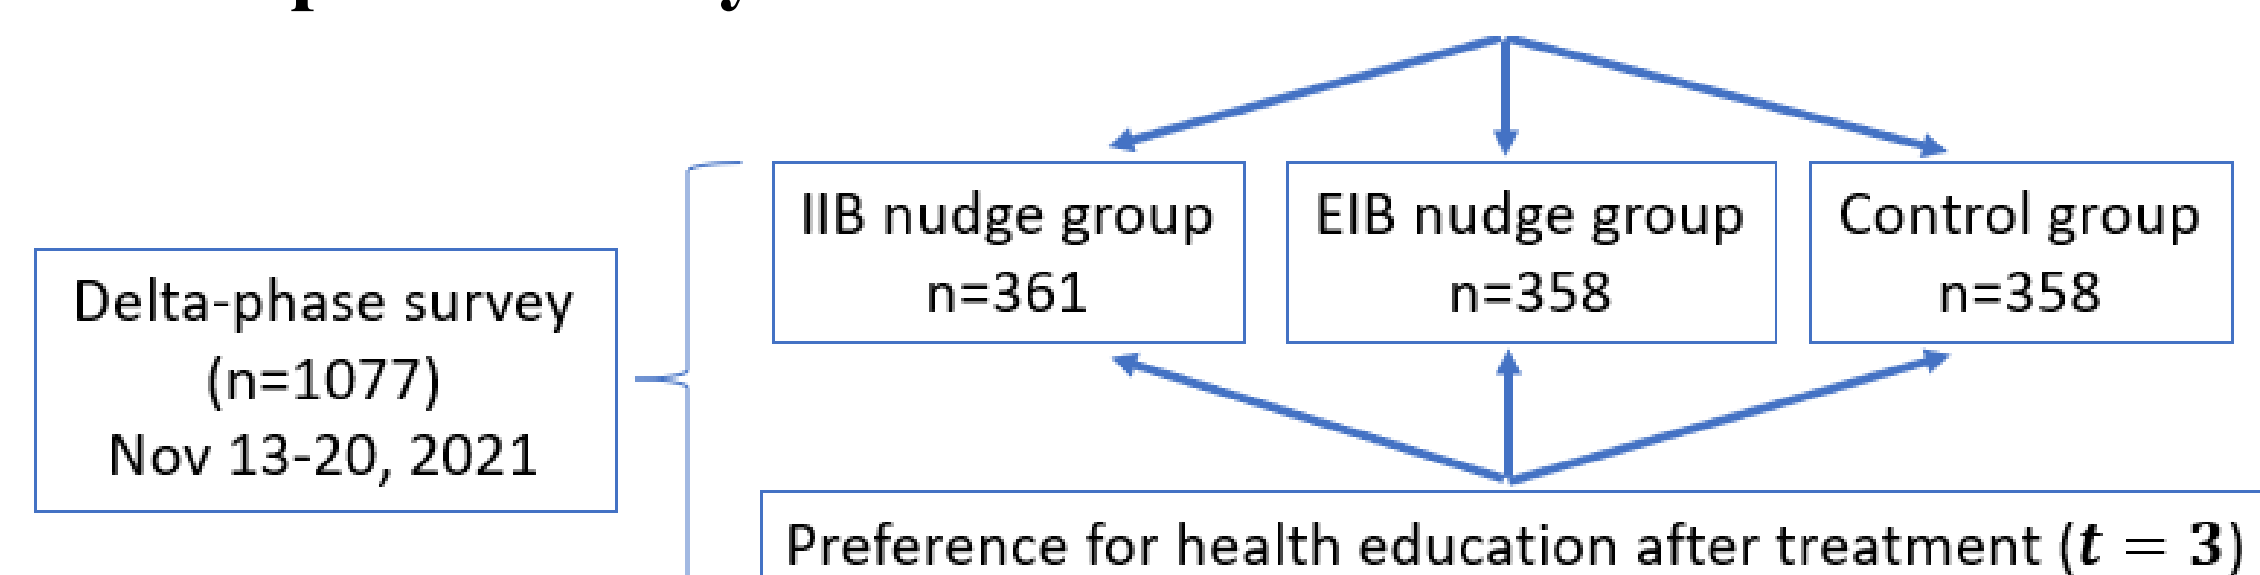 IIB nudge group
n=361
EIB nudge group
n=358
Control group
n=358
Delta-phase survey
(n=1077)
Nov 13-20, 2021
Preference for health education after treatment (t = 3)